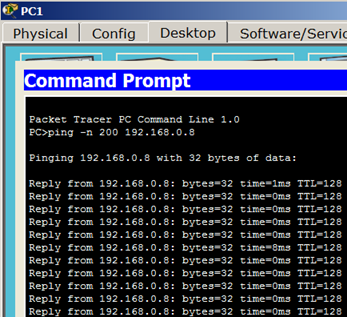 PC1
Physical Config Desktop Software/Servic
Command Prompt
Packet Tracer PC Command Line 1.0
PC>ping -n 200 192.168.0.8
Pinging 192.168.0.8 with 32 bytes of data:
Reply from 192.168.0.8: bytes=32 time=1ms TTL=128
Reply from 192.168.0.8: bytes=32 time=0ms TTL=128
Reply from 192.168.0.8: bytes=32 time=0ms TTL=128
Reply from 192.168.0.8: bytes=32 time=0ms TTL=128
Reply from 192.168.0.8: bytes=32 time=0ms TTL=128
Reply from 192.168.0.8: bytes=32 time=8ms TTL=128
Reply from 192.168.0.8: bytes=32 time=0ms TTL=128
Reply from 192.168.0.8: bytes=32 time=0ms TTL=128
Reply from 192.168.0.8: bytes=32 time=0ms TTL=128
Reply from 192.168.0.8: bytes=32 time=0ms TTL=128
Reply from 192.168.0.8: bytes=32 time=0ms TTL=128